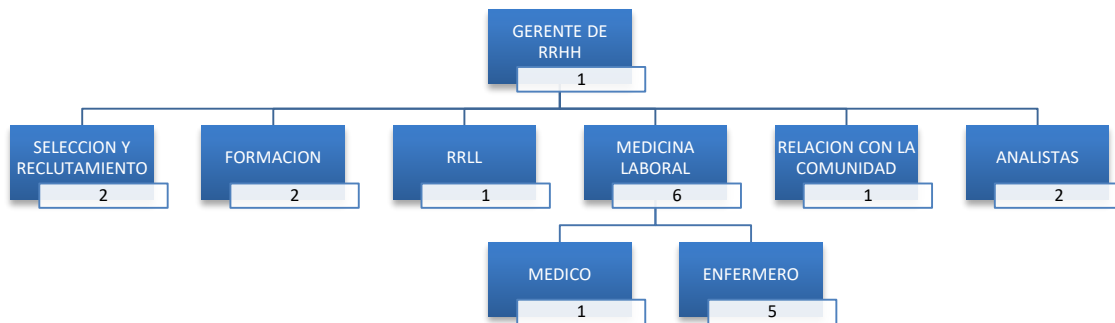 GERENTE DE
RRHH
1
SELECCION Y
RECLUTAMIENTO
2
FORMACION
2
RRLL
1
MEDICINA
LABORAL
6
RELACION CON LA
COMUNIDAD
1
ANALISTAS
2
MEDICO
1
ENFERMERO
5